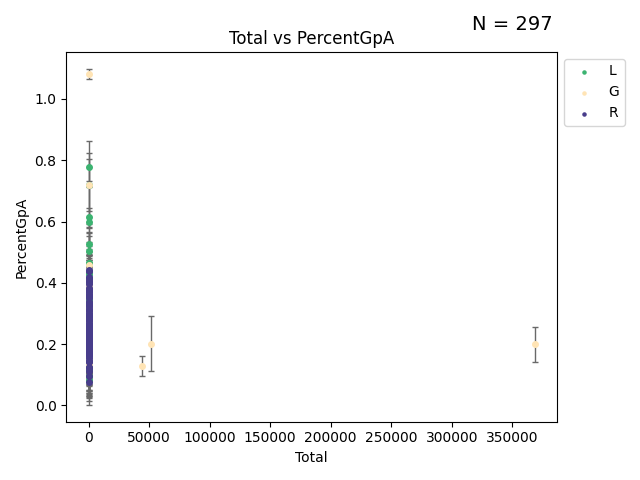 N = 297
Total vs PercentGpA
L
G
R
PercentGpA
1.0
0.8
0.6
0.4
0.2
0.0
0 50000 100000 150000 200000 250000 300000 350000
Total